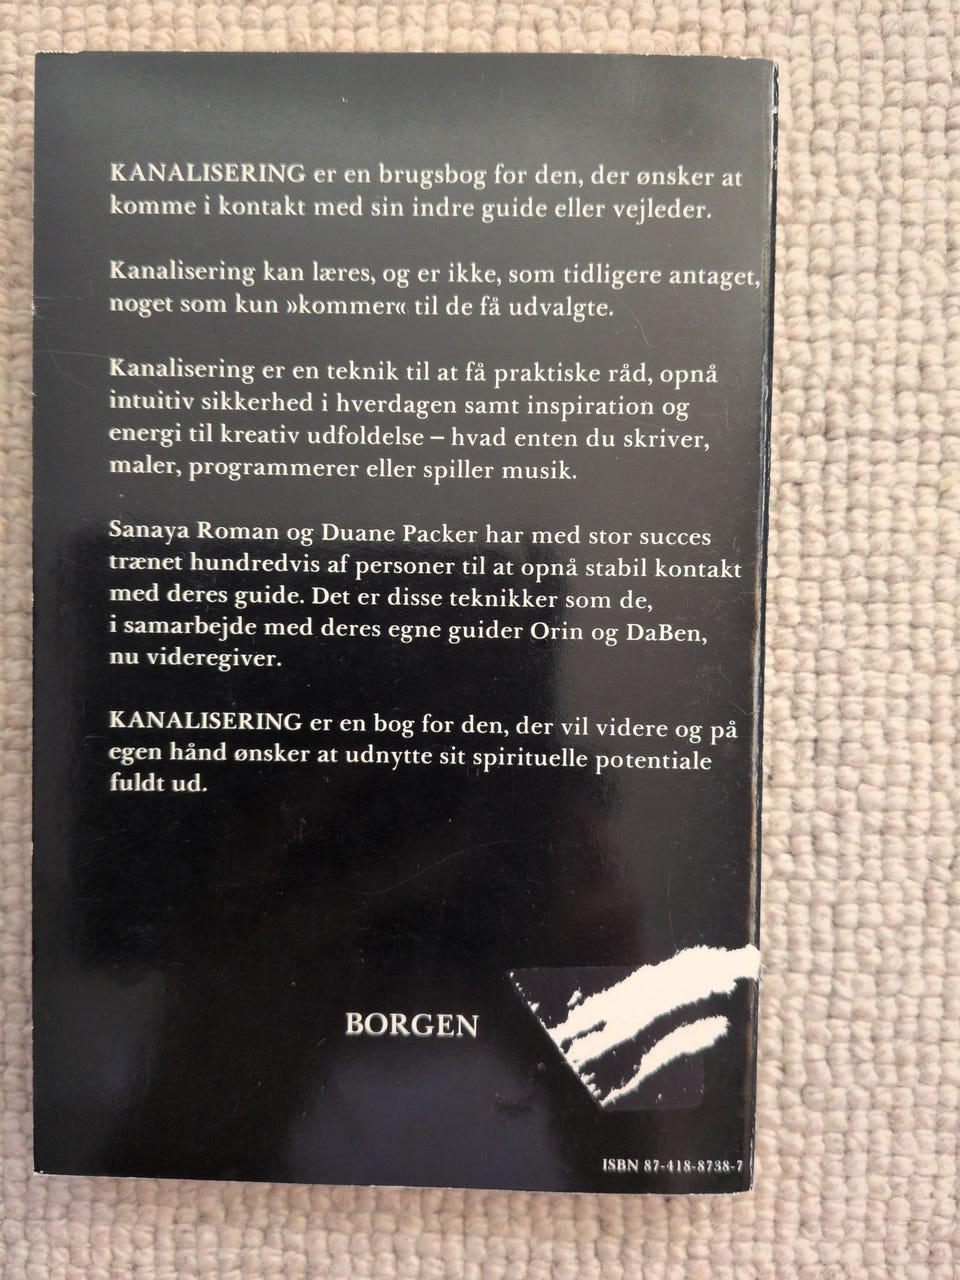 KANALISERING er en brugsbog for den, der ønsker at
komme i kontakt med sin indre guide eller vejleder.
Kanalisering kan læres, og er ikke, som tidligere antaget,
noget som kun »kommer« til de få udvalgte.
Kanalisering er en teknik til at få praktiske råd, opnå
intuitiv sikkerhed i hverdagen samt inspiration og
energi til kreativ udfoldelse – hvad enten du skriver,
maler, programmerer eller spiller musik.
Sanaya Roman og Duane Packer har med stor succes
trænet hundredvis af personer til at opnå stabil kontakt
med deres guide. Det er disse teknikker som de,
i samarbejde med deres egne guider Orin og DaBen,
nu videregiver.
KANALISERING er en bog for den, der vil videre og på
egen hånd ønsker at udnytte sit spirituelle potentiale
fuldt ud.
BORGEN
ISBN 87-418-8738-7